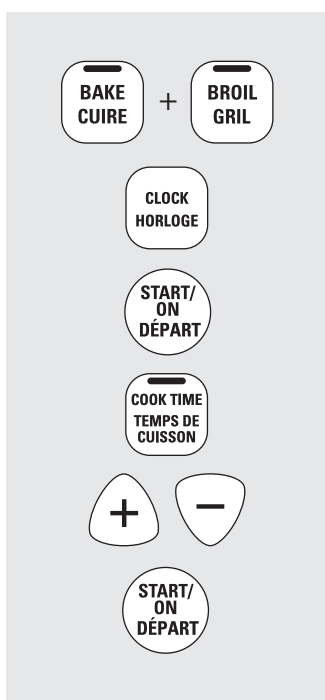 BAKE
CUIRE
+
BROIL
GRIL
CLOCK
HORLOGE
START/
ON
DÉPART
COOK TIME
TEMPS DE
CUISSON
+ −
START/
ON
DÉPART